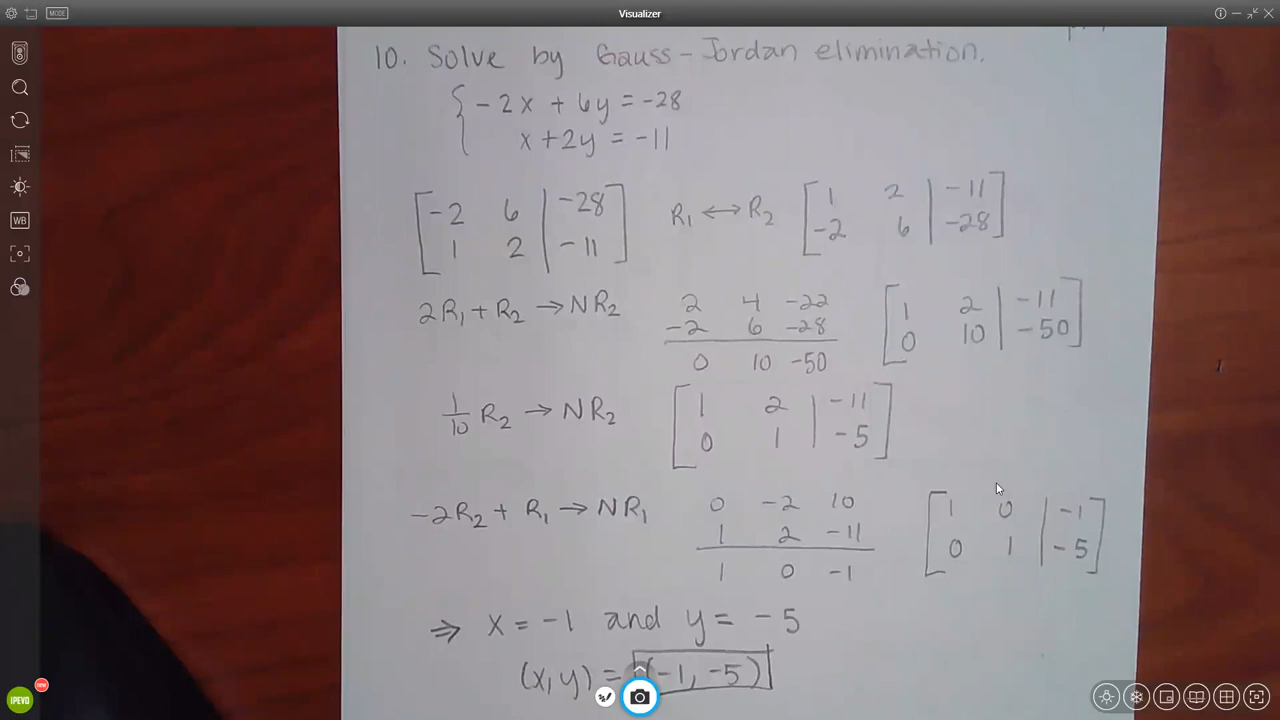 MODE
Visualizer
10. Solve by Gauss-Jordan elimination.
{ -2x + 6y = -28
x + 2y = -11
[ -2 6 | -28 ] R₁ ↔ R₂ [ 1 2 | -11 ]
[ 1 2 | -11 ] [ -2 6 | -28 ]
2R₁ + R₂ → NR₂ 2 4 -22 [ 1 2 | -11 ]
-2 6 -28 [ 0 10 | -50 ]
0 10 -50
1/10 R₂ → NR₂ [ 1 2 | -11 ]
[ 0 1 | -5 ]
-2R₂ + R₁ → NR₁ 0 -2 10 [ 1 0 | -1 ]
1 2 -11 [ 0 1 | -5 ]
1 0 -1
⇒ x = -1 and y = -5
(x, y) = (-1, -5)
WB
new
IPEVO